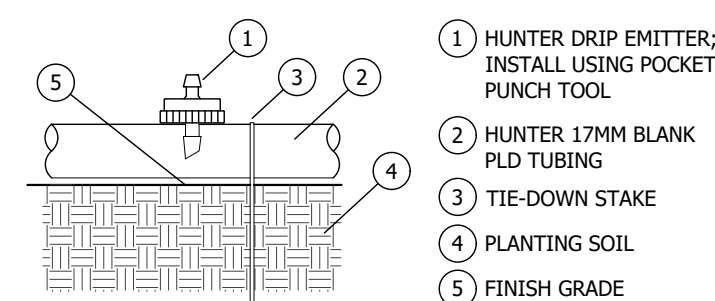 1
3
2
5
4
1 HUNTER DRIP EMITTER;
INSTALL USING POCKET
PUNCH TOOL
2 HUNTER 17MM BLANK
PLD TUBING
3 TIE-DOWN STAKE
4 PLANTING SOIL
5 FINISH GRADE